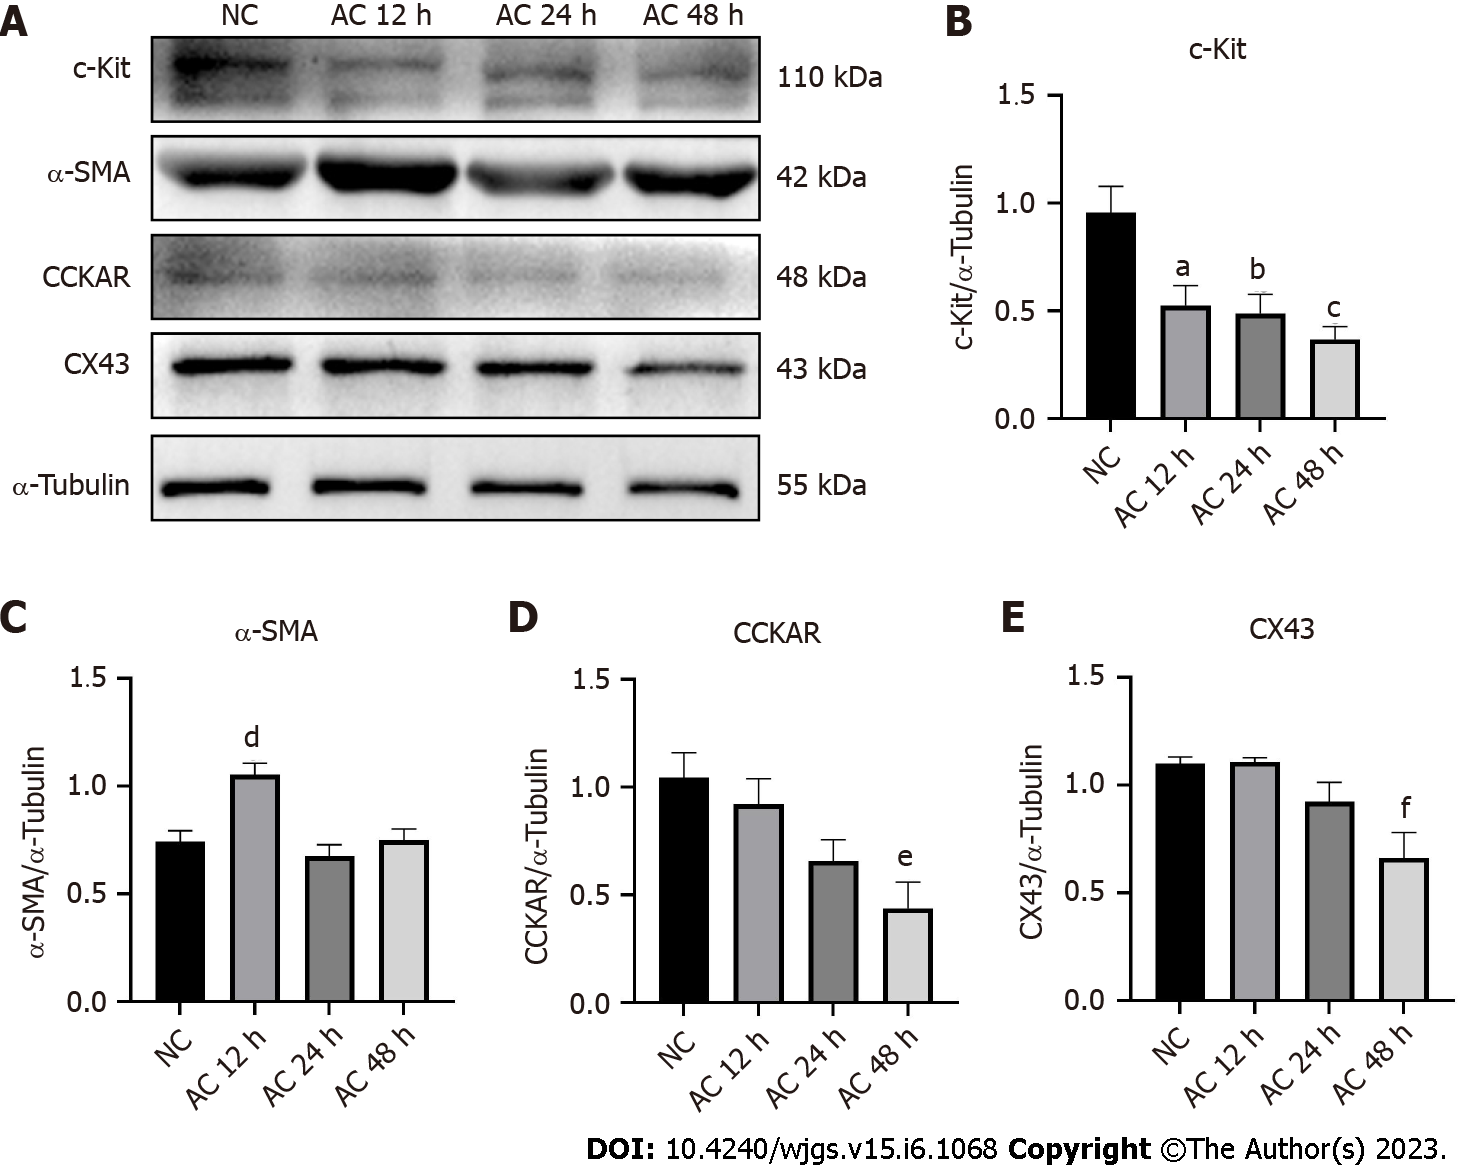 A
NC AC 12 h AC 24 h AC 48 h
c-Kit 110 kDa
α-SMA 42 kDa
CCKAR 48 kDa
CX43 43 kDa
α-Tubulin 55 kDa
B
c-Kit
c-Kit/α-Tubulin
1.5
1.0
0.5
0.0
a b c
NC AC 12 h AC 24 h AC 48 h
C
α-SMA
α-SMA/α-Tubulin
1.5
1.0
0.5
0.0
d
NC AC 12 h AC 24 h AC 48 h
D
CCKAR
CCKAR/α-Tubulin
1.5
1.0
0.5
0.0
e
NC AC 12 h AC 24 h AC 48 h
E
CX43
CX43/α-Tubulin
1.5
1.0
0.5
0.0
f
NC AC 12 h AC 24 h AC 48 h
DOI: 10.4240/wjgs.v15.i6.1068 Copyright ©The Author(s) 2023.